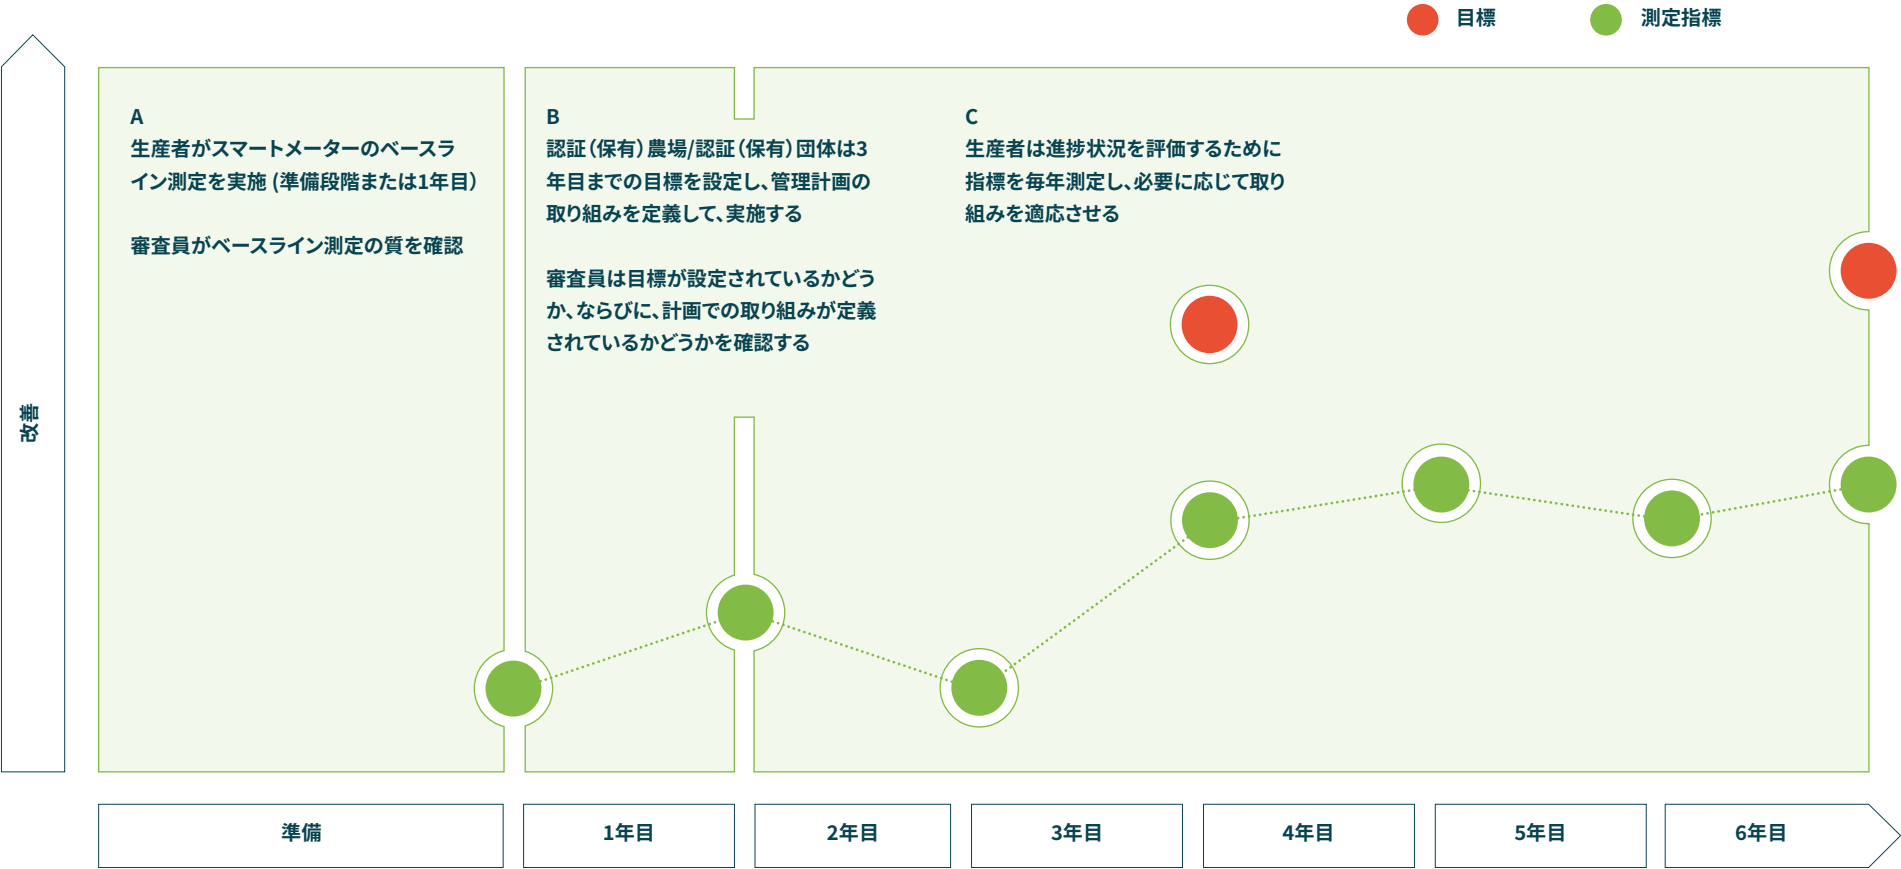 目標
測定指標
A
生産者がスマートメーターのベースラ
イン測定を実施 (準備段階または1年目)
審査員がベースライン測定の質を確認
B
認証(保有)農場/認証(保有)団体は3
年目までの目標を設定し、管理計画の
取り組みを定義して、実施する
審査員は目標が設定されているかどう
か、ならびに、計画での取り組みが定義
されているかどうかを確認する
C
生産者は進捗状況を評価するために
指標を毎年測定し、必要に応じて取り
組みを適応させる
改善
準備
1年目
2年目
3年目
4年目
5年目
6年目